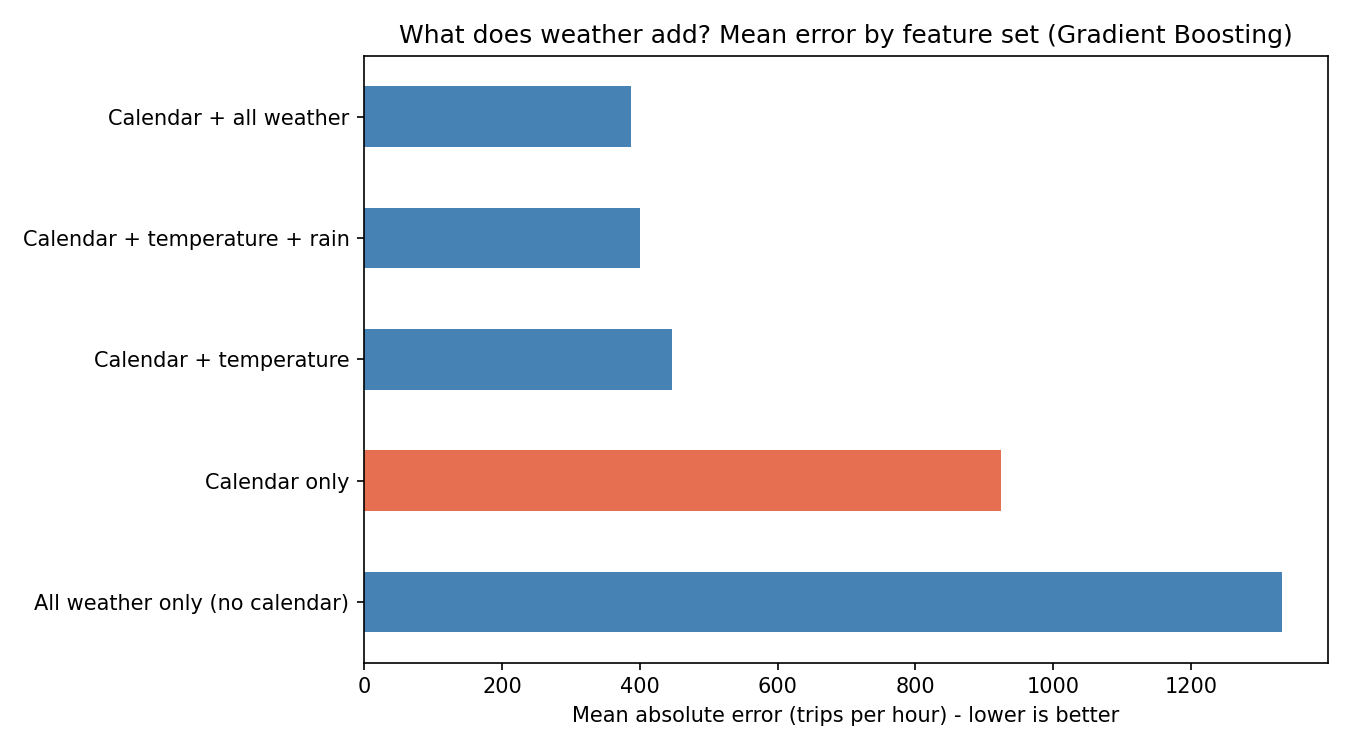 What does weather add? Mean error by feature set (Gradient Boosting)
Calendar + all weather
Calendar + temperature + rain
Calendar + temperature
Calendar only
All weather only (no calendar)
0 200 400 600 800 1000 1200
Mean absolute error (trips per hour) - lower is better